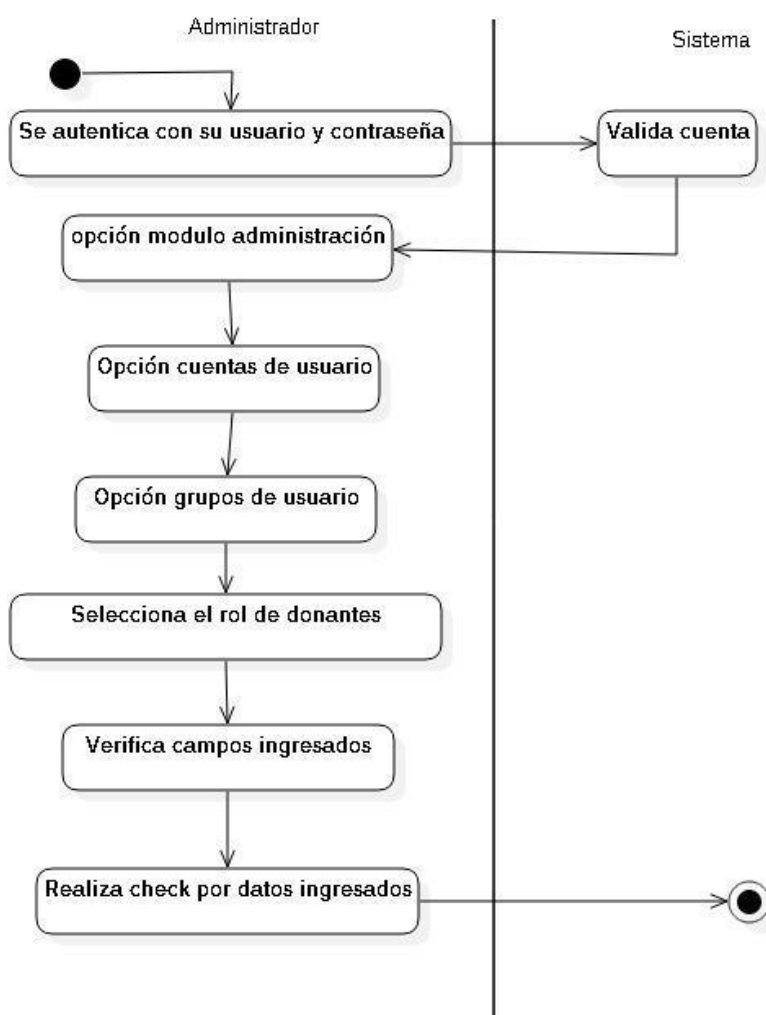 Administrador
Sistema
Se autentica con su usuario y contraseña
Valida cuenta
opción modulo administración
Opción cuentas de usuario
Opción grupos de usuario
Selecciona el rol de donantes
Verifica campos ingresados
Realiza check por datos ingresados